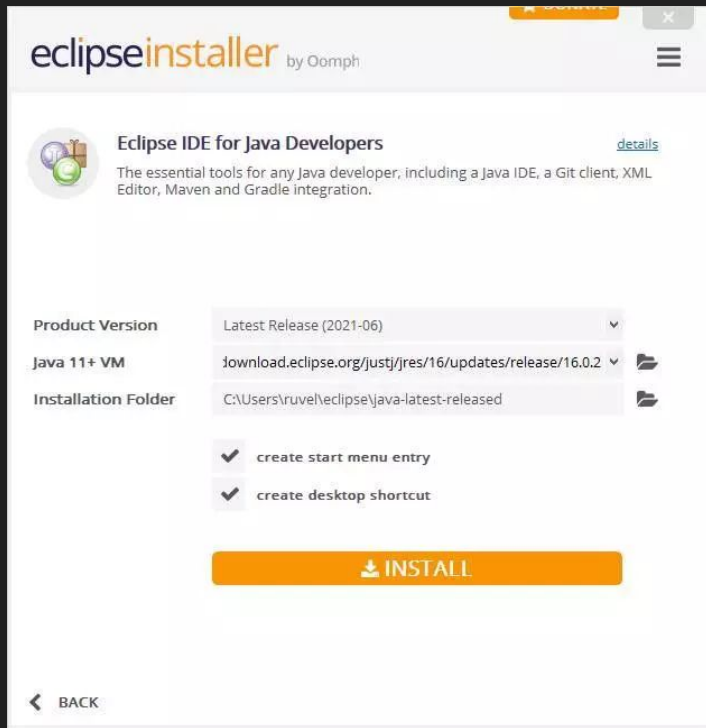 DONATE
eclipseinstaller by Oomph
Eclipse IDE for Java Developers
details
The essential tools for any Java developer, including a Java IDE, a Git client, XML
Editor, Maven and Gradle integration.
Product Version
Latest Release (2021-06)
Java 11+ VM
download.eclipse.org/justj/jres/16/updates/release/16.0.2
Installation Folder
C:\Users\ruvel\eclipse\java-latest-released
create start menu entry
create desktop shortcut
INSTALL
BACK